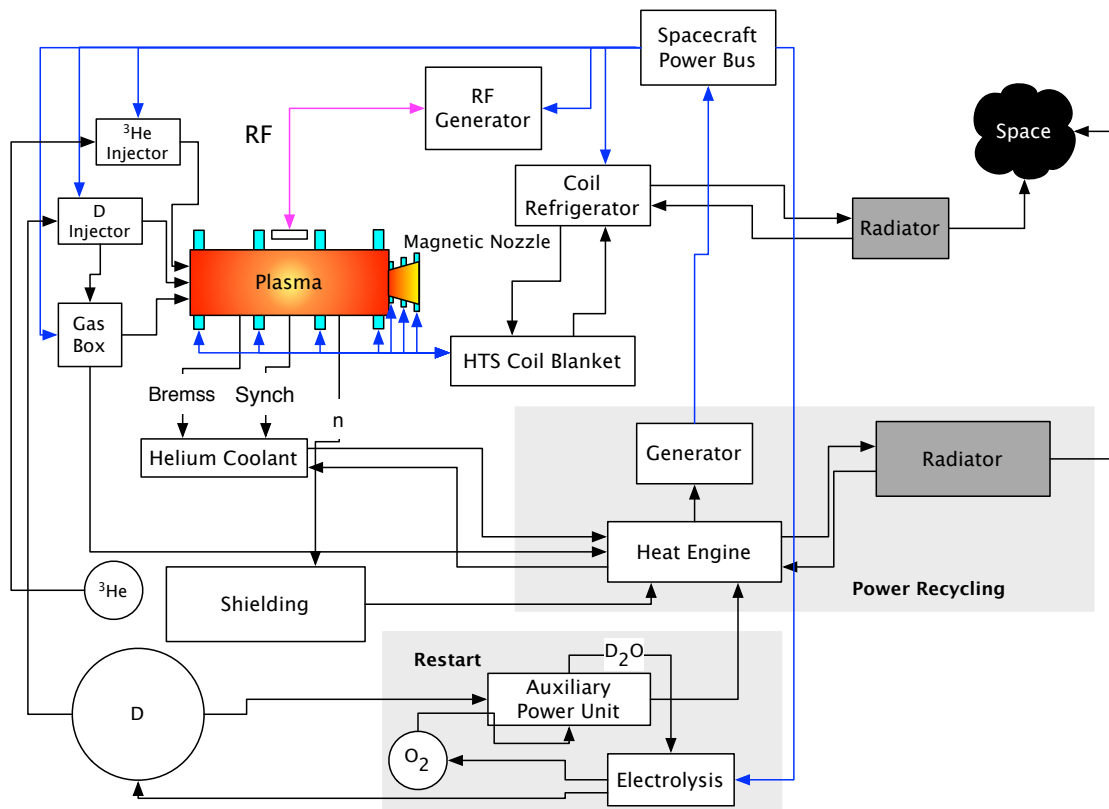 Spacecraft
Power Bus
RF
Generator
RF
Space
³He
Injector
Coil
Refrigerator
D
Injector
Radiator
Magnetic Nozzle
Plasma
Gas
Box
HTS Coil Blanket
Bremss
Synch
n
Helium Coolant
Generator
Radiator
Heat Engine
Power Recycling
³He
Shielding
Restart
D₂O
Auxiliary
Power Unit
D
O₂
Electrolysis